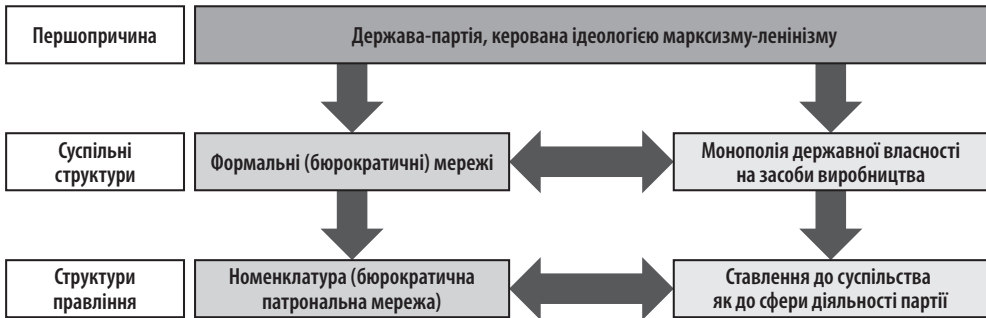 Першопричина
Держава-партія, керована ідеологією марксизму-ленінізму
Суспільні
структури
Формальні (бюрократичні) мережі
Монополія державної власності
на засоби виробництва
Структури
правління
Номенклатура (бюрократична
патрональна мережа)
Ставлення до суспільства
як до сфери діяльності партії